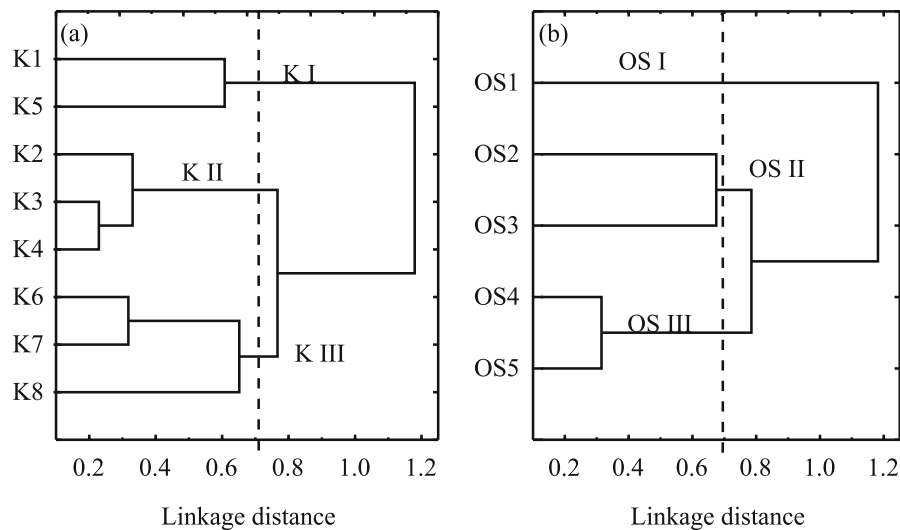 (a)
K1
K5
K2
K3
K4
K6
K7
K8
K I
K II
K III
0.2 0.4 0.6 0.8 1.0 1.2
Linkage distance
(b)
OS1
OS2
OS3
OS4
OS5
OS I
OS II
OS III
0.2 0.4 0.6 0.8 1.0 1.2
Linkage distance